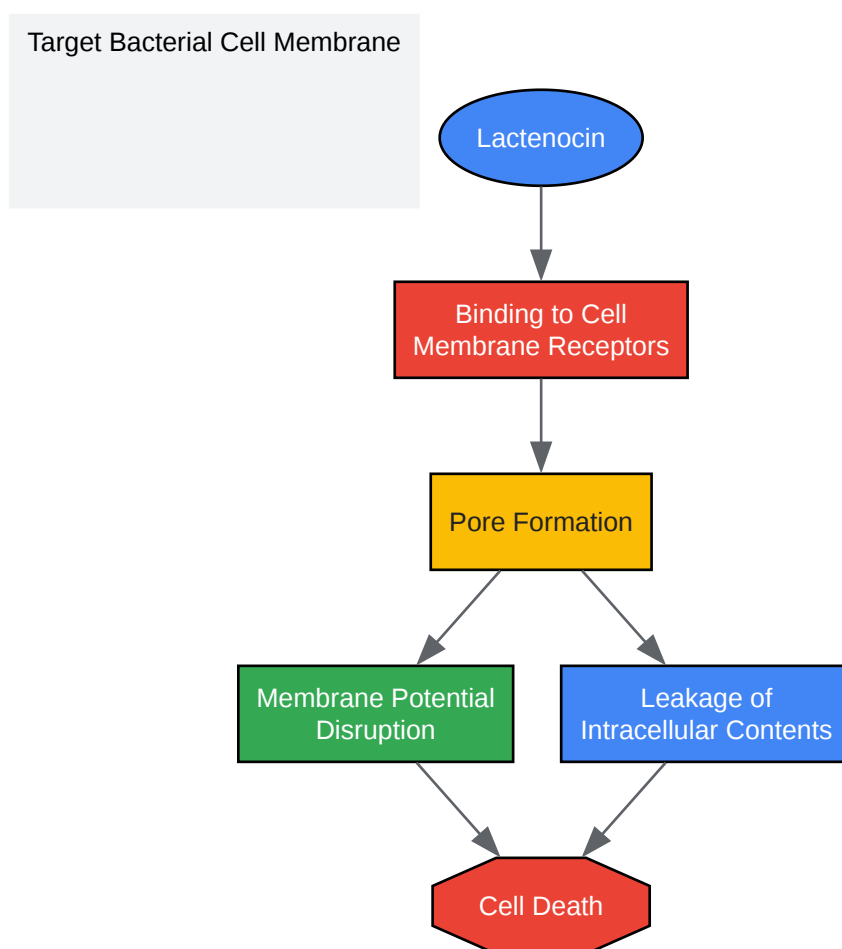 Target Bacterial Cell Membrane
Lactenocin
Binding to Cell
Membrane Receptors
Pore Formation
Membrane Potential
Disruption
Leakage of
Intracellular Contents
Cell Death